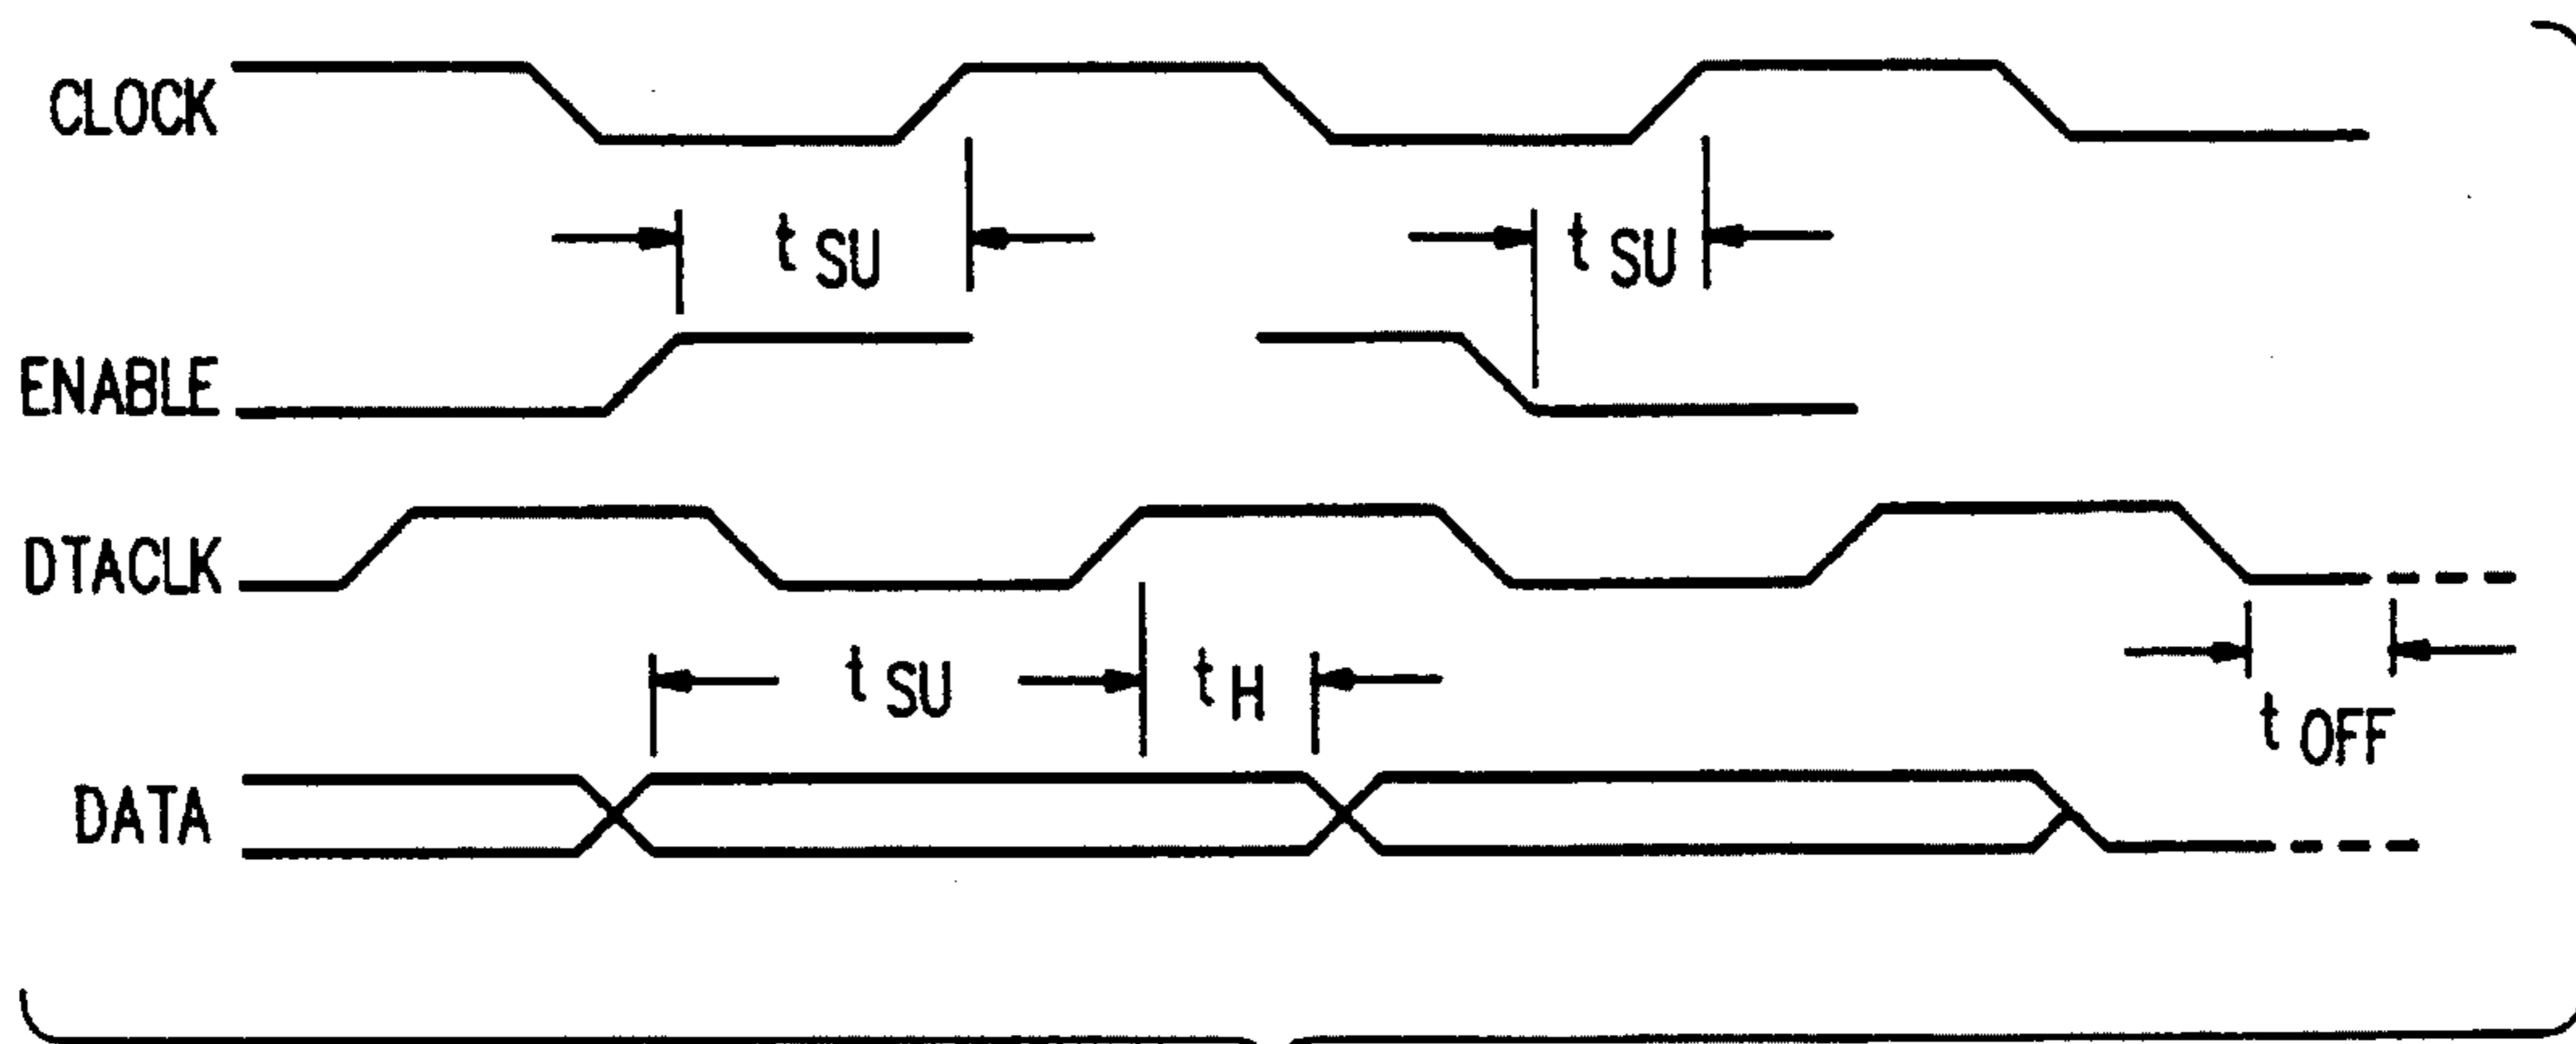 CLOCK
t SU t SU
ENABLE
DTACLK
t SU t H
t OFF
DATA